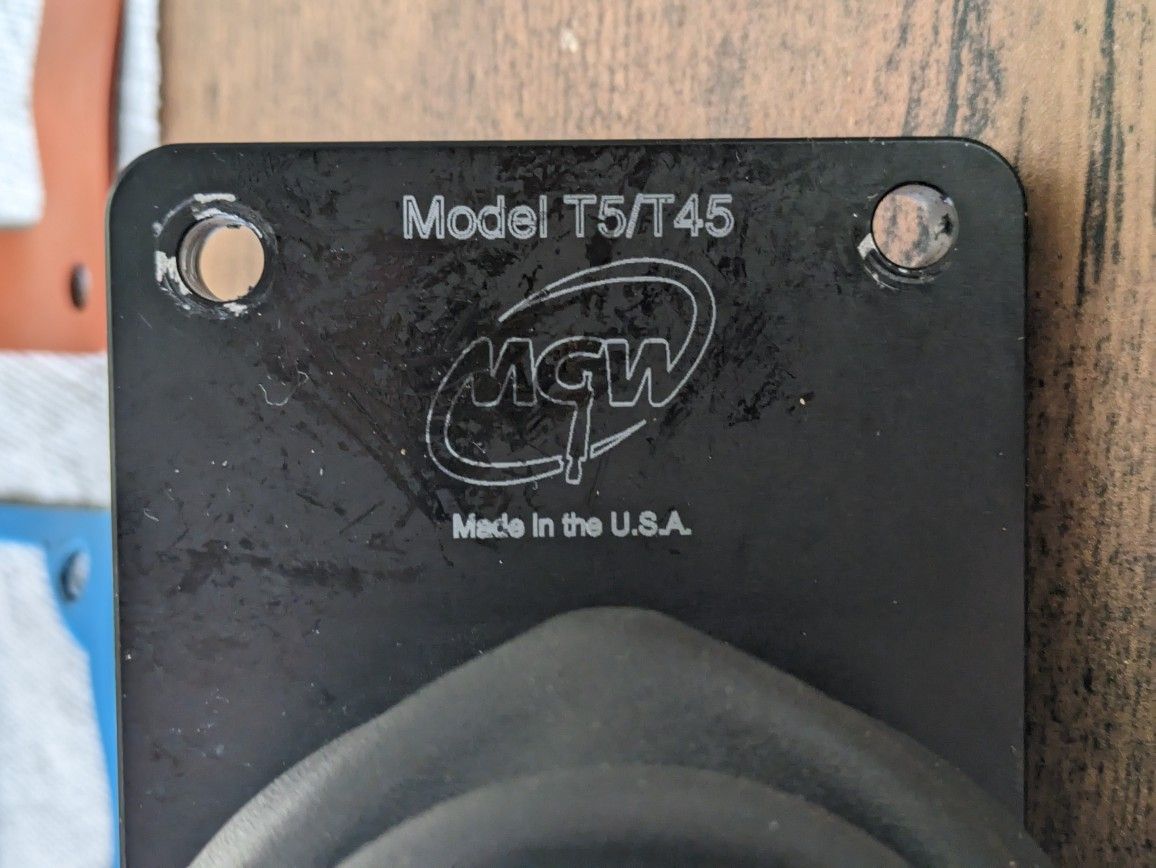 Model T5/T45
MGW
Made In the U.S.A.